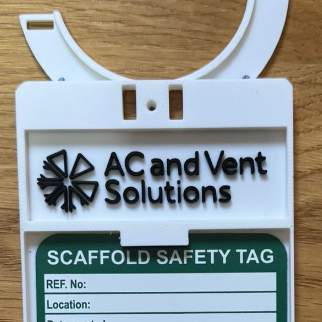 AC and Vent
Solutions
SCAFFOLD SAFETY TAG
REF. No:
Location: